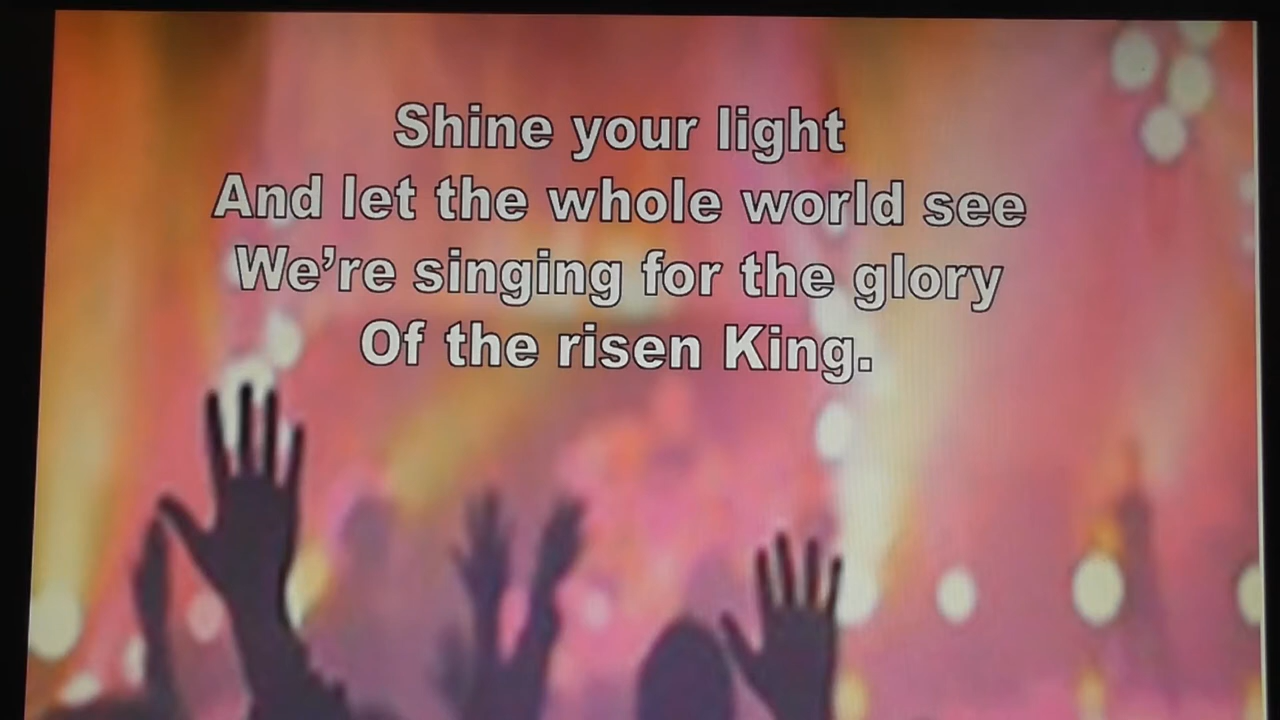 Shine your light
And let the whole world see
We're singing for the glory
Of the risen King.